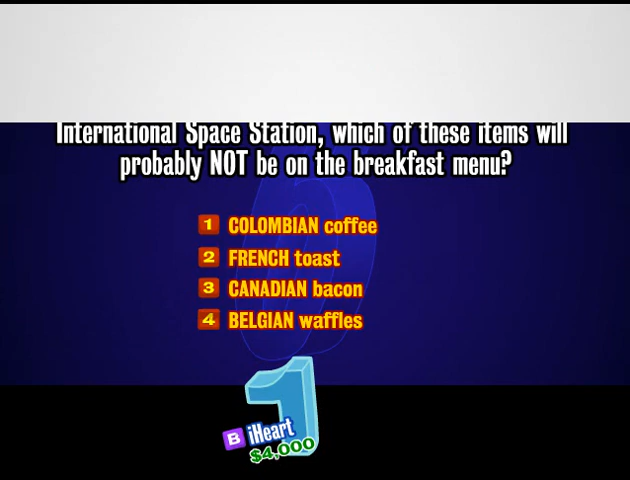 International Space Station, which of these items will
probably NOT be on the breakfast menu?
1 COLOMBIAN coffee
2 FRENCH toast
3 CANADIAN bacon
4 BELGIAN waffles
1
B iHeart
$4,000